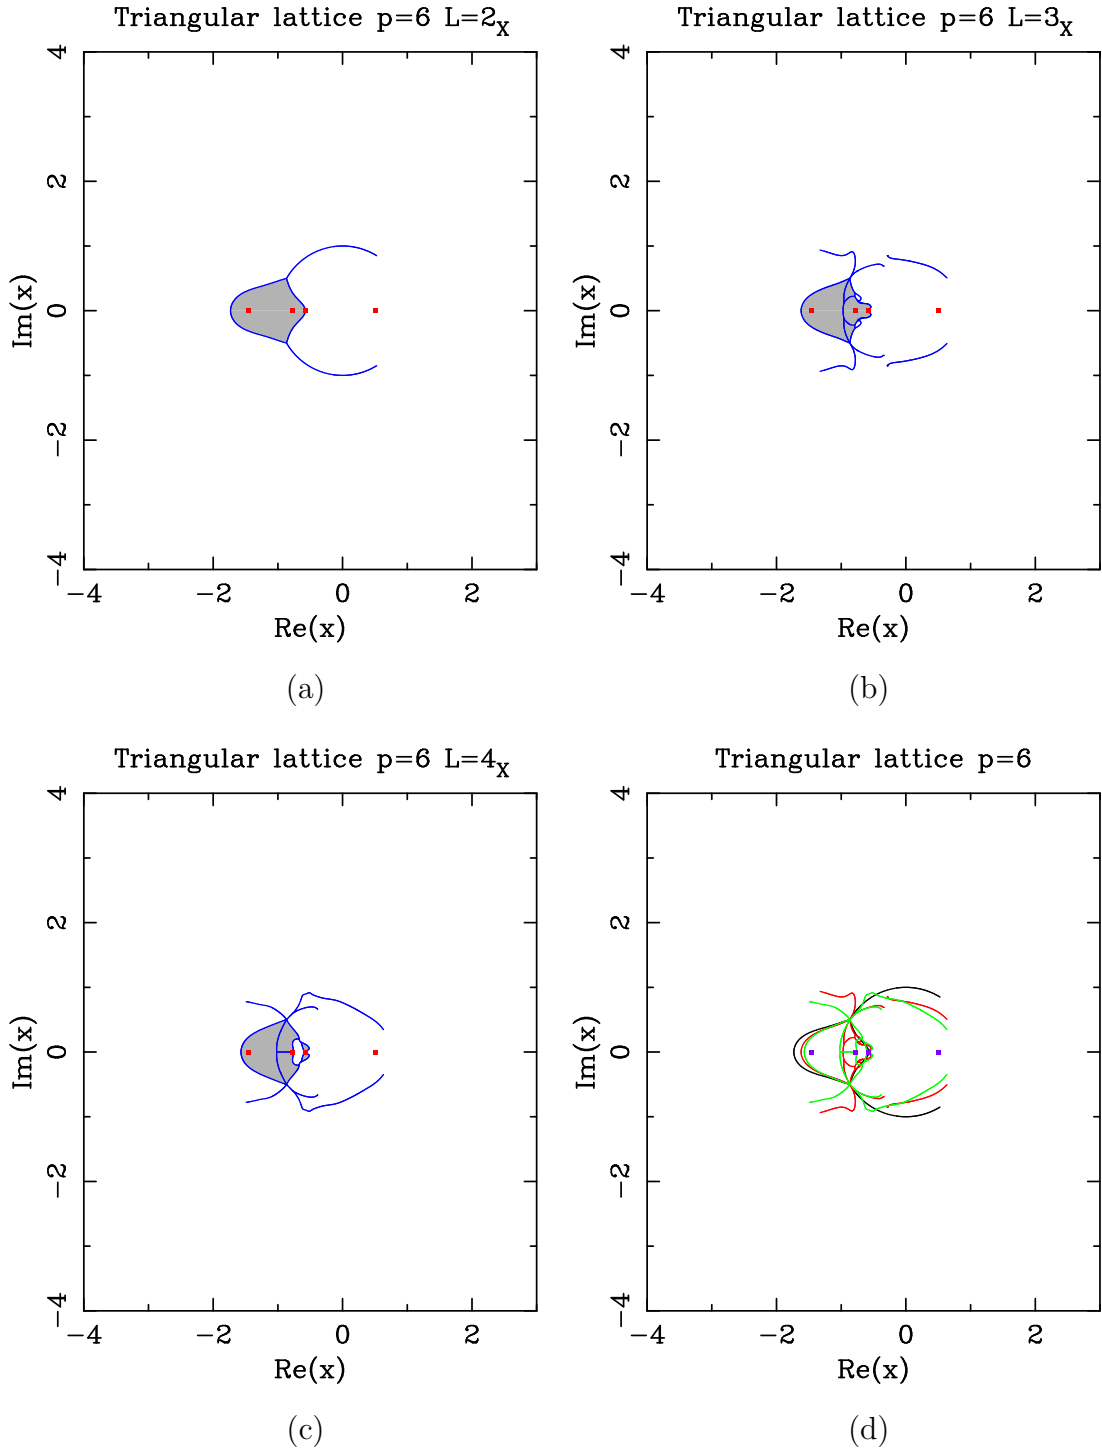 Triangular lattice p=6 L=2X
4
2
0
−2
−4
Im(x)
−4 −2 0 2
Re(x)
(a)
Triangular lattice p=6 L=3X
4
2
0
−2
−4
Im(x)
−4 −2 0 2
Re(x)
(b)
Triangular lattice p=6 L=4X
4
2
0
−2
−4
Im(x)
−4 −2 0 2
Re(x)
(c)
Triangular lattice p=6
4
2
0
−2
−4
Im(x)
−4 −2 0 2
Re(x)
(d)